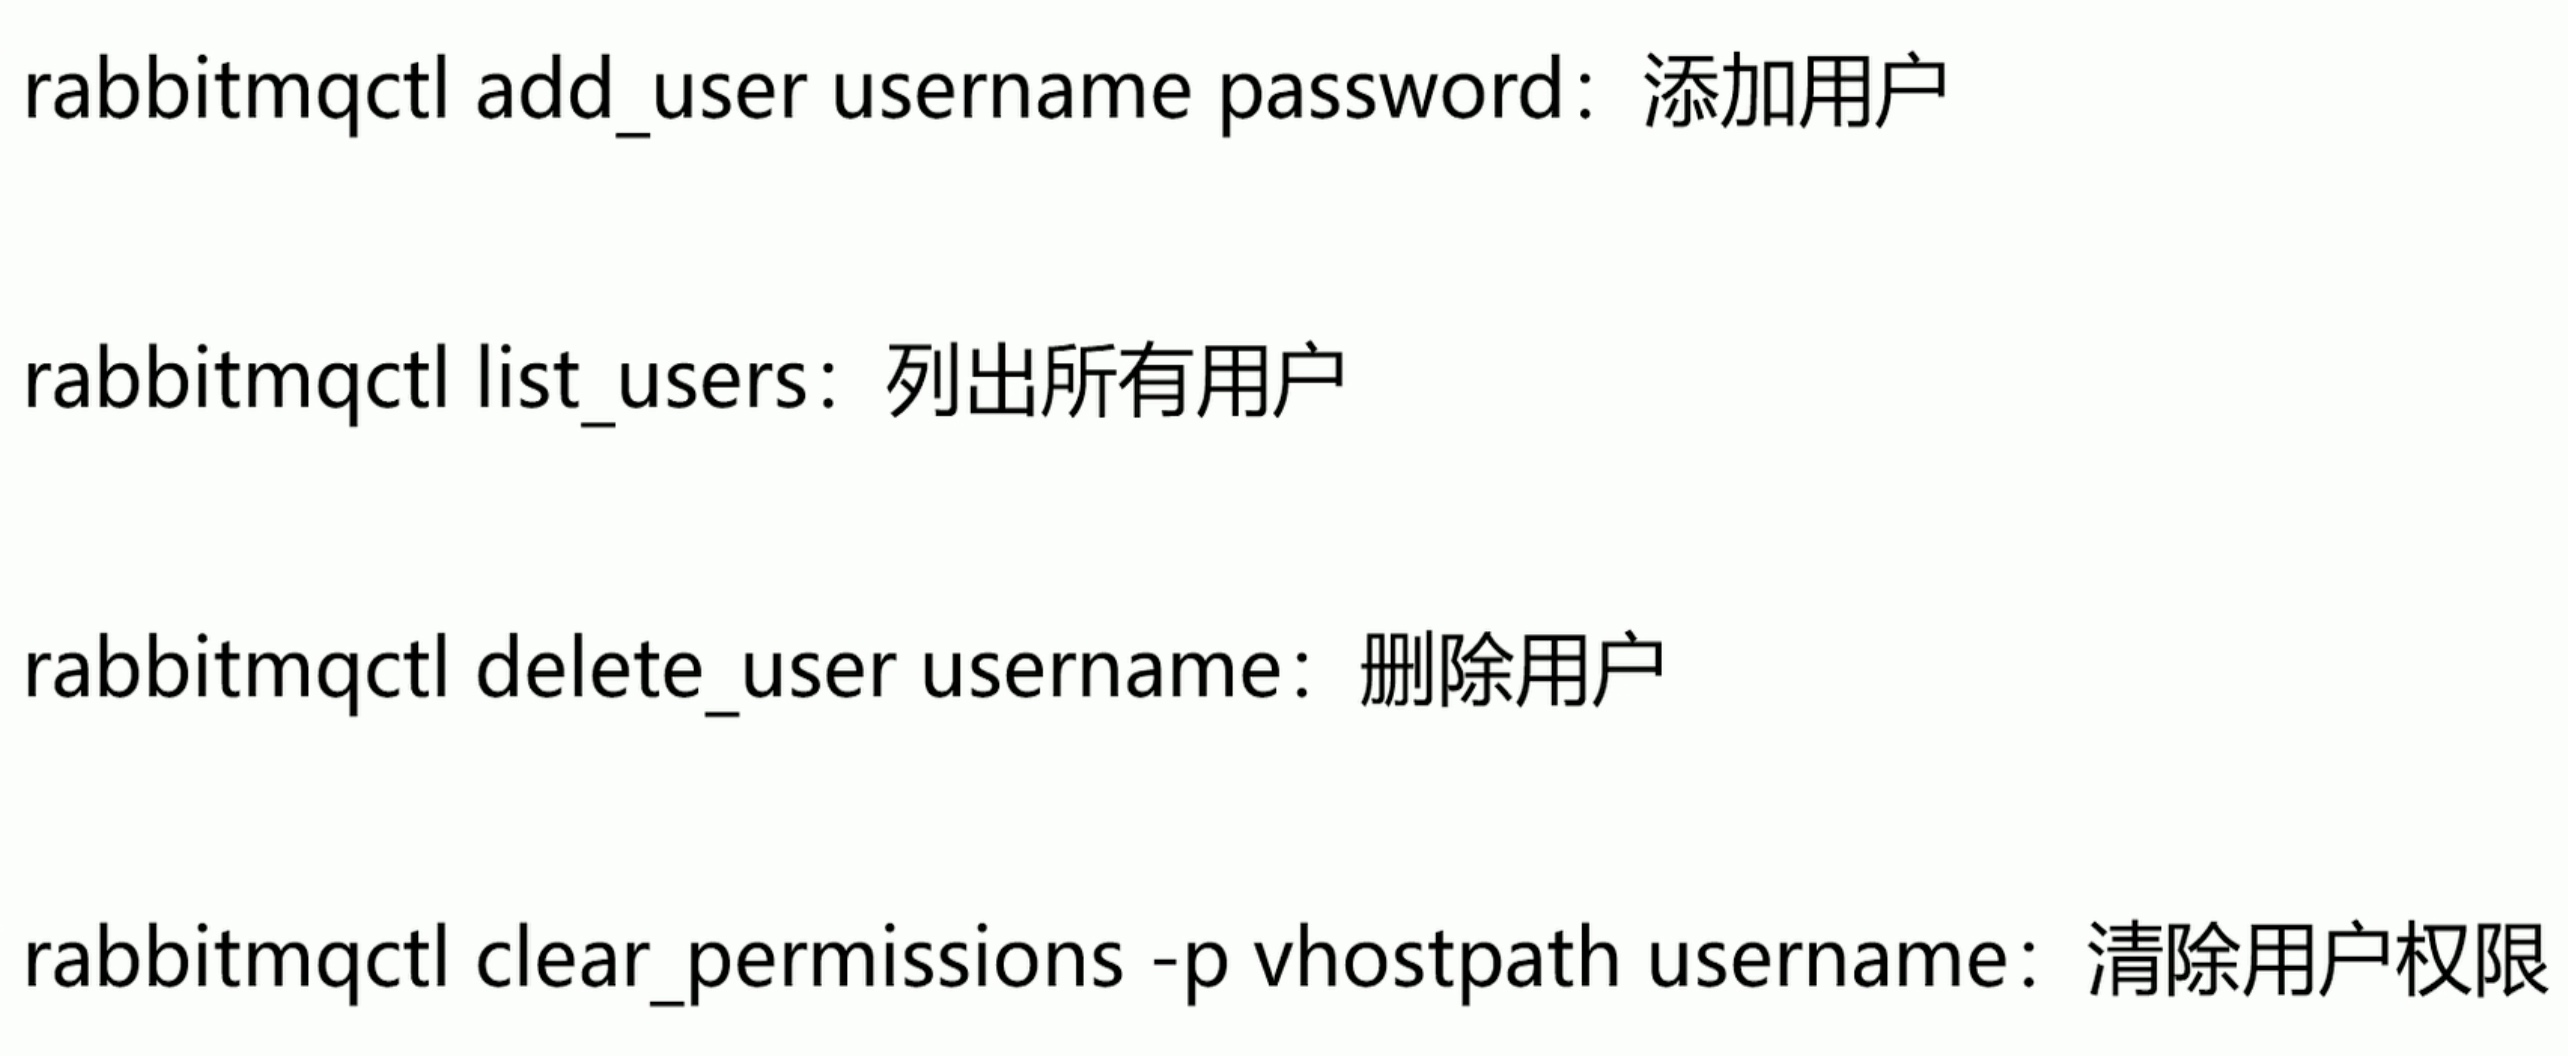 rabbitmqctl add_user username password：添加用户
rabbitmqctl list_users：列出所有用户
rabbitmqctl delete_user username：删除用户
rabbitmqctl clear_permissions -p vhostpath username：清除用户权限